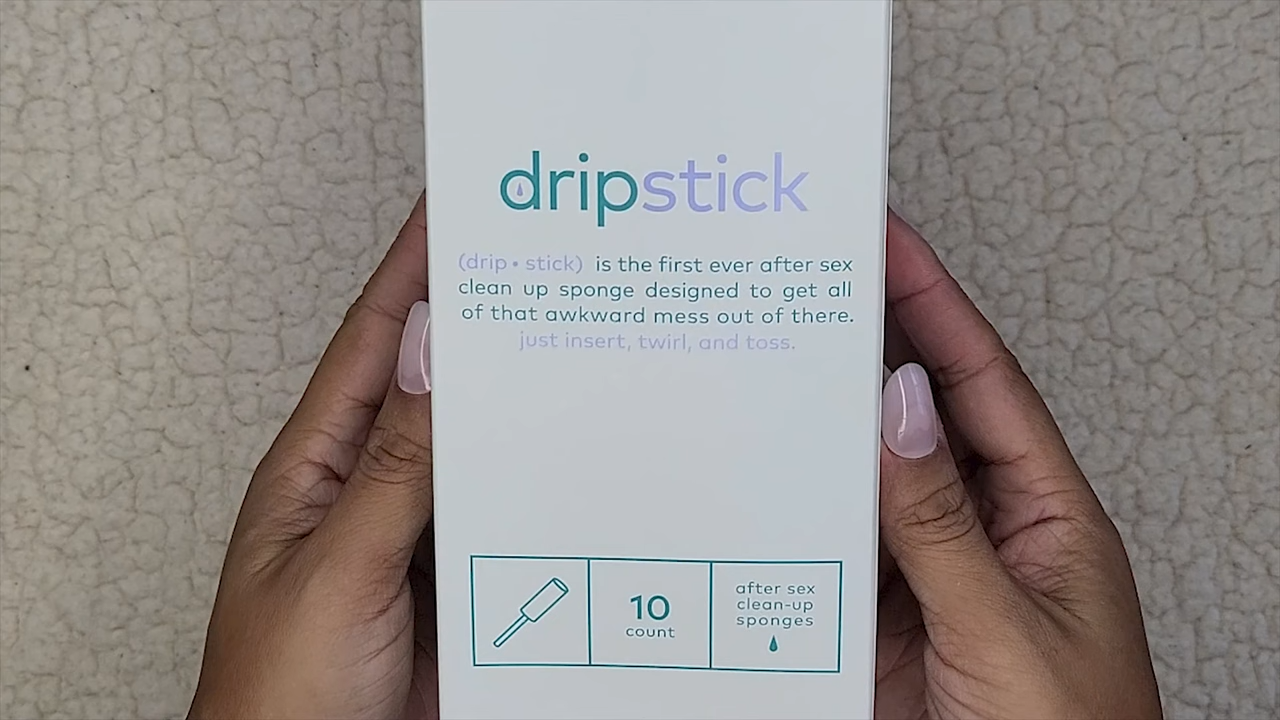 dripstick
(drip • stick) is the first ever after sex
clean up sponge designed to get all
of that awkward mess out of there.
just insert, twirl, and toss.
10
count
after sex
clean-up
sponges